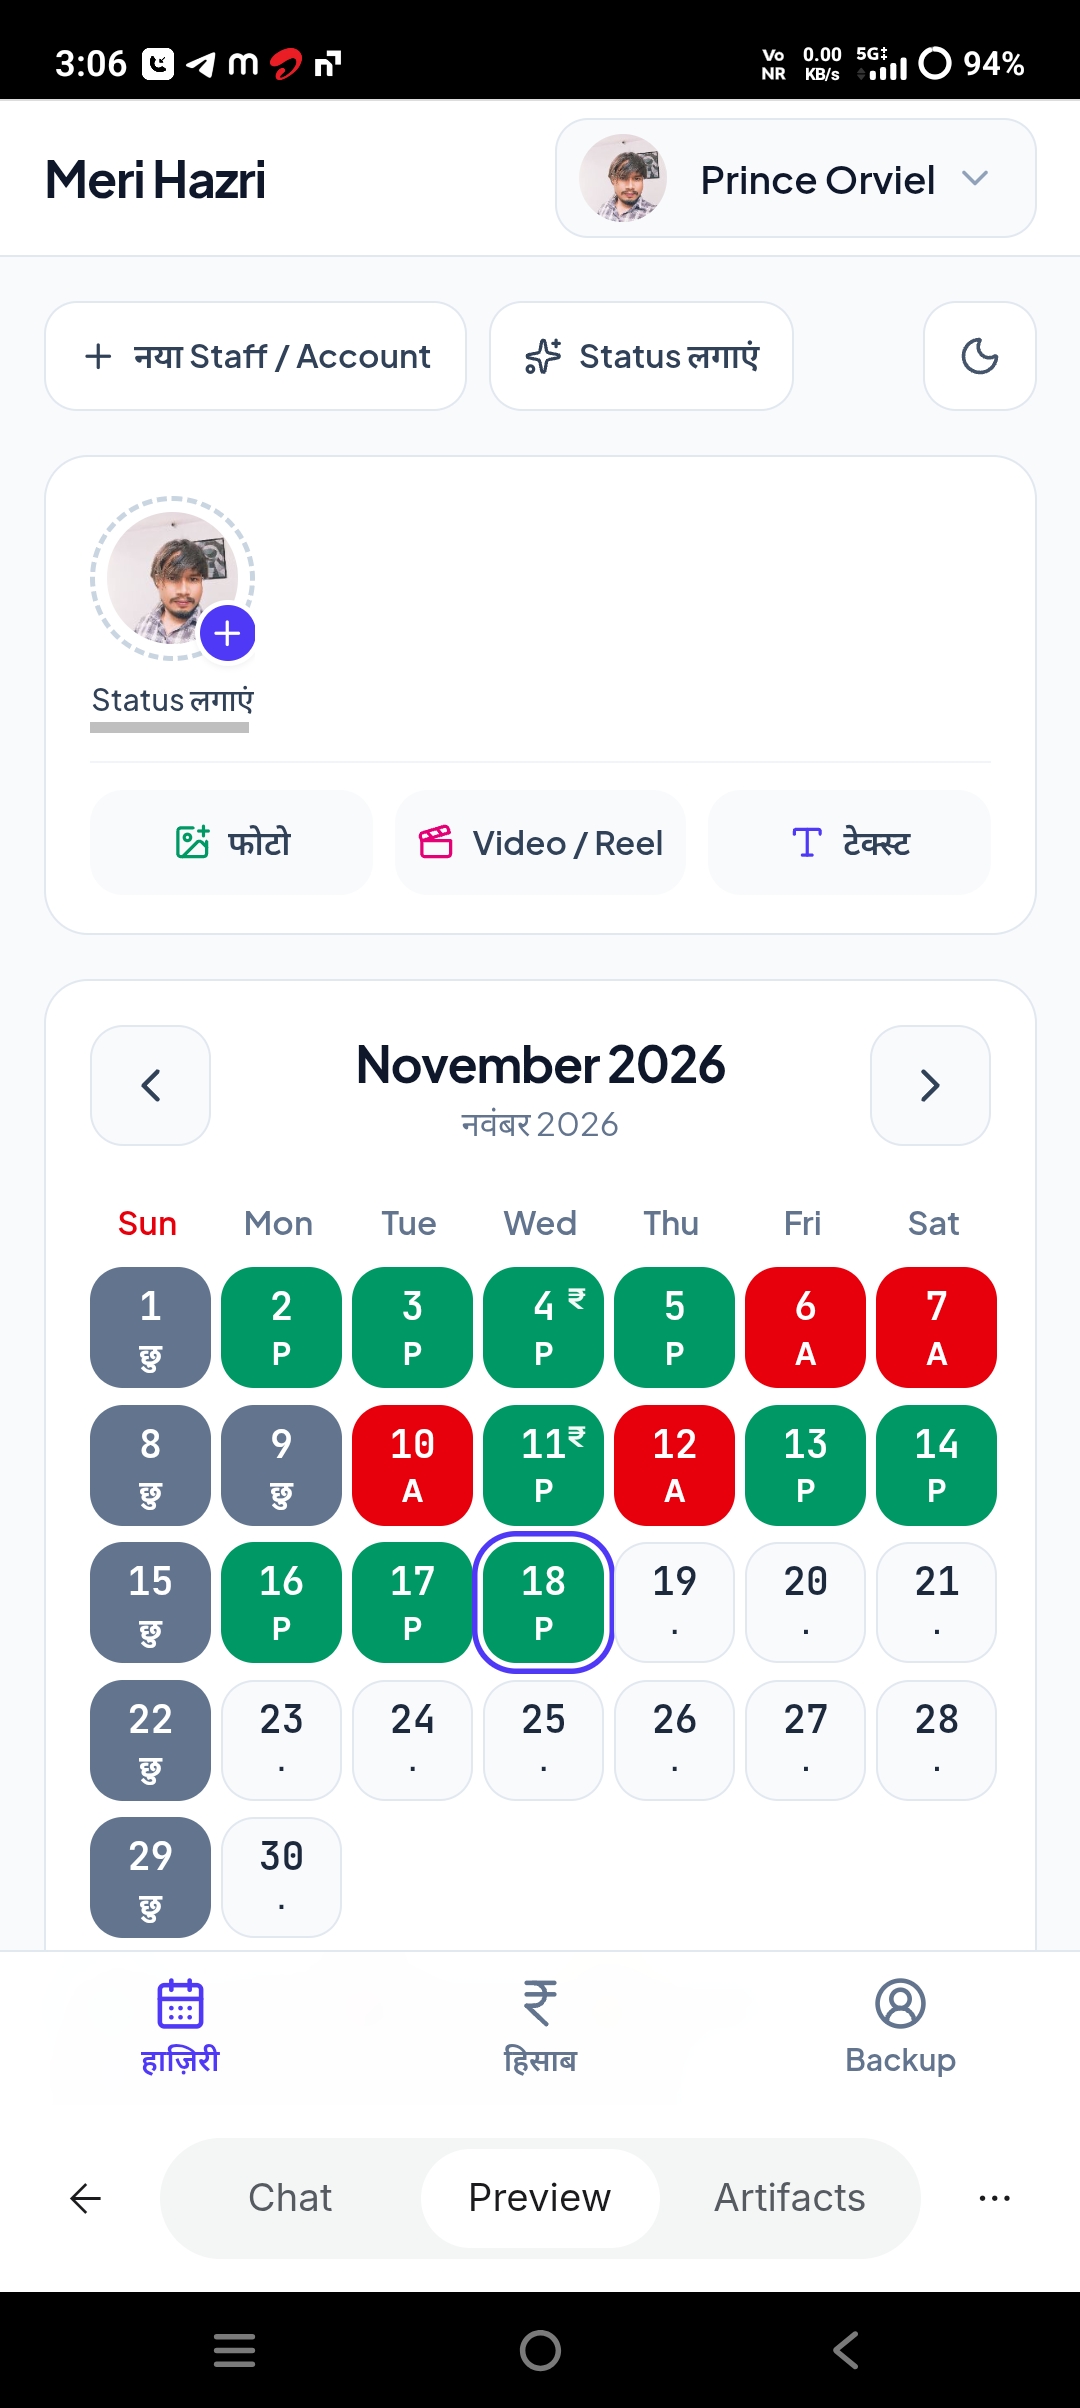 3:06
Vo NR 0.00 KB/s 5G 94%
Meri Hazri
Prince Orviel
नया Staff / Account
Status लगाएं
Status लगाएं
फोटो
Video / Reel
टेक्स्ट
November 2026
नवंबर 2026
Sun Mon Tue Wed Thu Fri Sat
1 2 3 4 ₹ 5 6 7
छु P P P P A A
8 9 10 11 ₹ 12 13 14
छु छु A P A P P
15 16 17 18 19 20 21
छु P P P . . .
22 23 24 25 26 27 28
छु . . . . . .
29 30
छु .
हाज़िरी
हिसाब
Backup
Chat Preview Artifacts